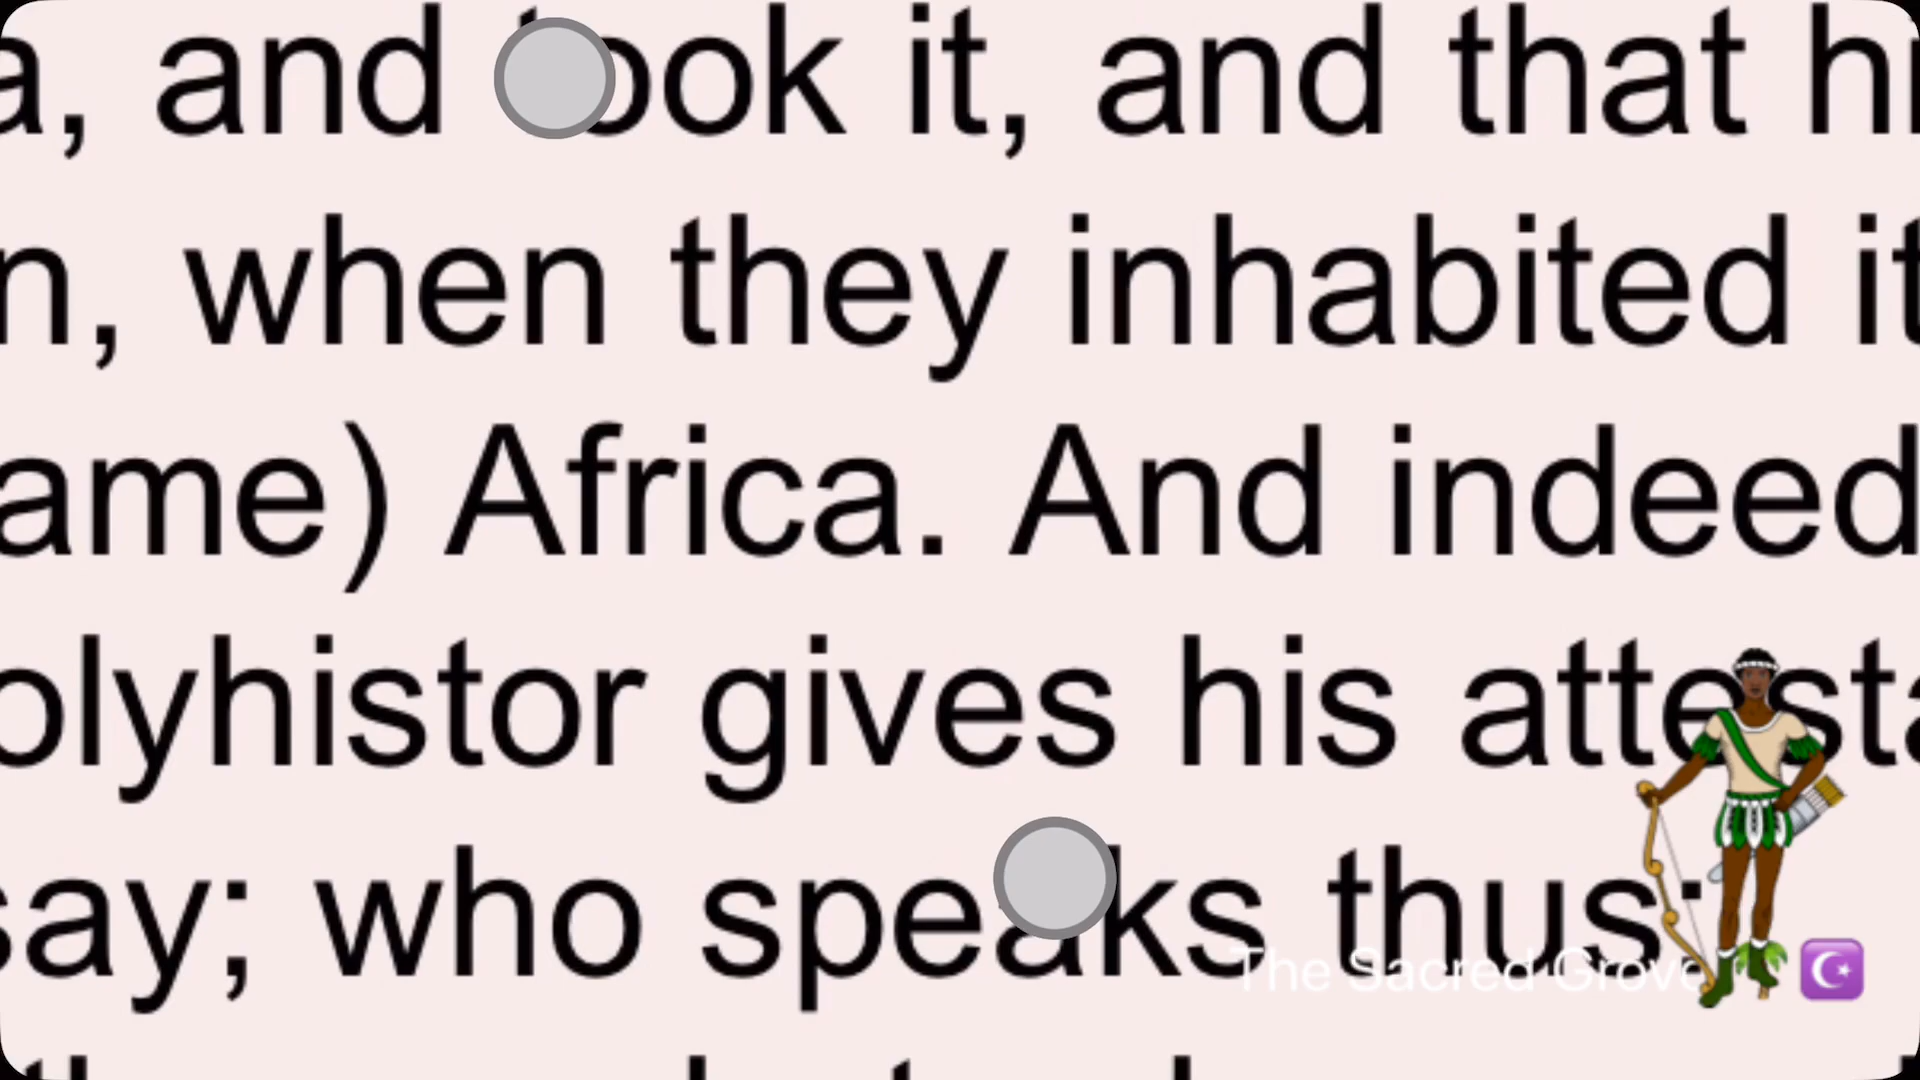 a, and took it, and that hi
n, when they inhabited it
ame) Africa. And indeed
olyhistor gives his attesta
say; who speaks thus:
The Sacred Grove